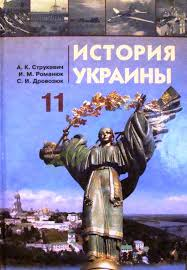 А. К. Струкевич
И. М. Романюк
С. И. Дровозюк
ИСТОРИЯ
УКРАИНЫ
11